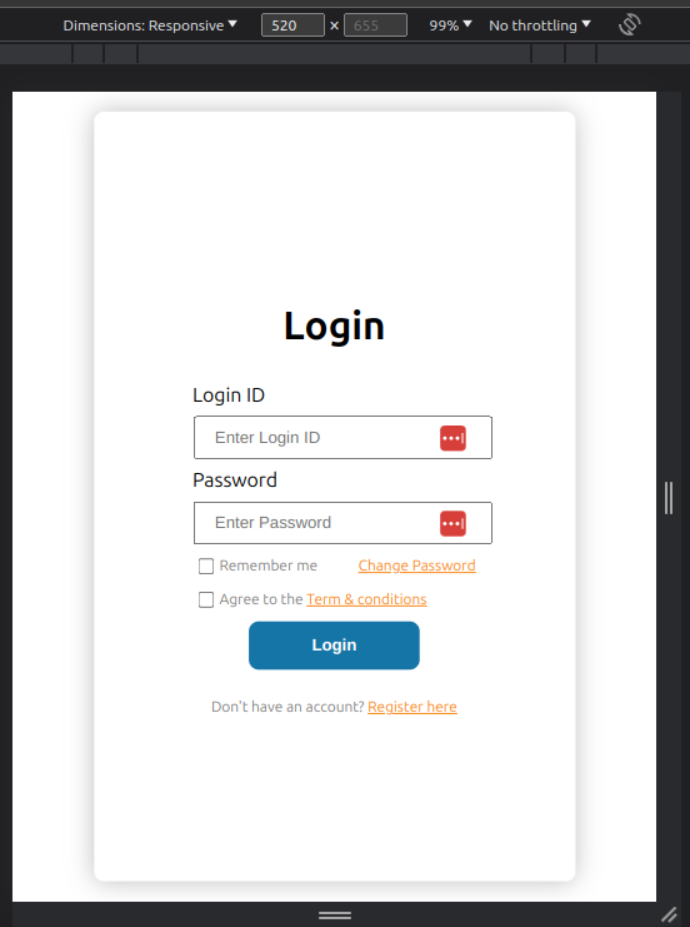 Dimensions: Responsive ▼ 520 × 655 99% ▼ No throttling ▼
Login
Login ID
Enter Login ID
Password
Enter Password
Remember me Change Password
Agree to the Term & conditions
Login
Don't have an account? Register here